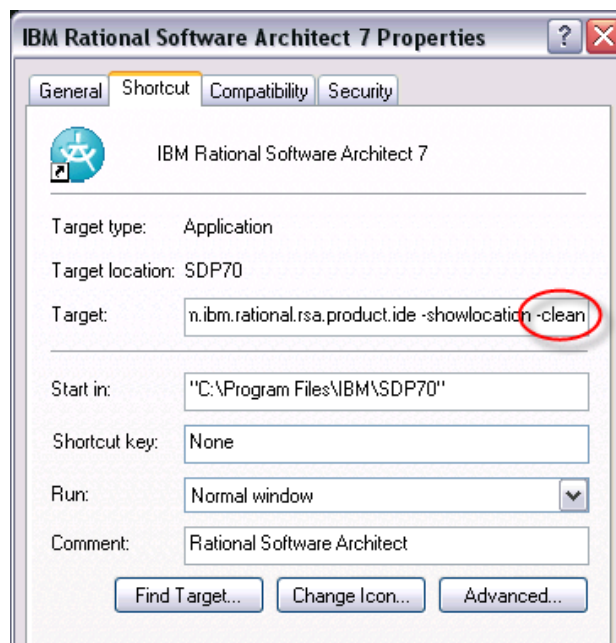 IBM Rational Software Architect 7 Properties
General Shortcut Compatibility Security
IBM Rational Software Architect 7
Target type: Application
Target location: SDP70
Target: n.ibm.rational.rsa.product.ide -showlocation -clean
Start in: "C:\Program Files\IBM\SDP70"
Shortcut key: None
Run: Normal window
Comment: Rational Software Architect
Find Target... Change Icon... Advanced...